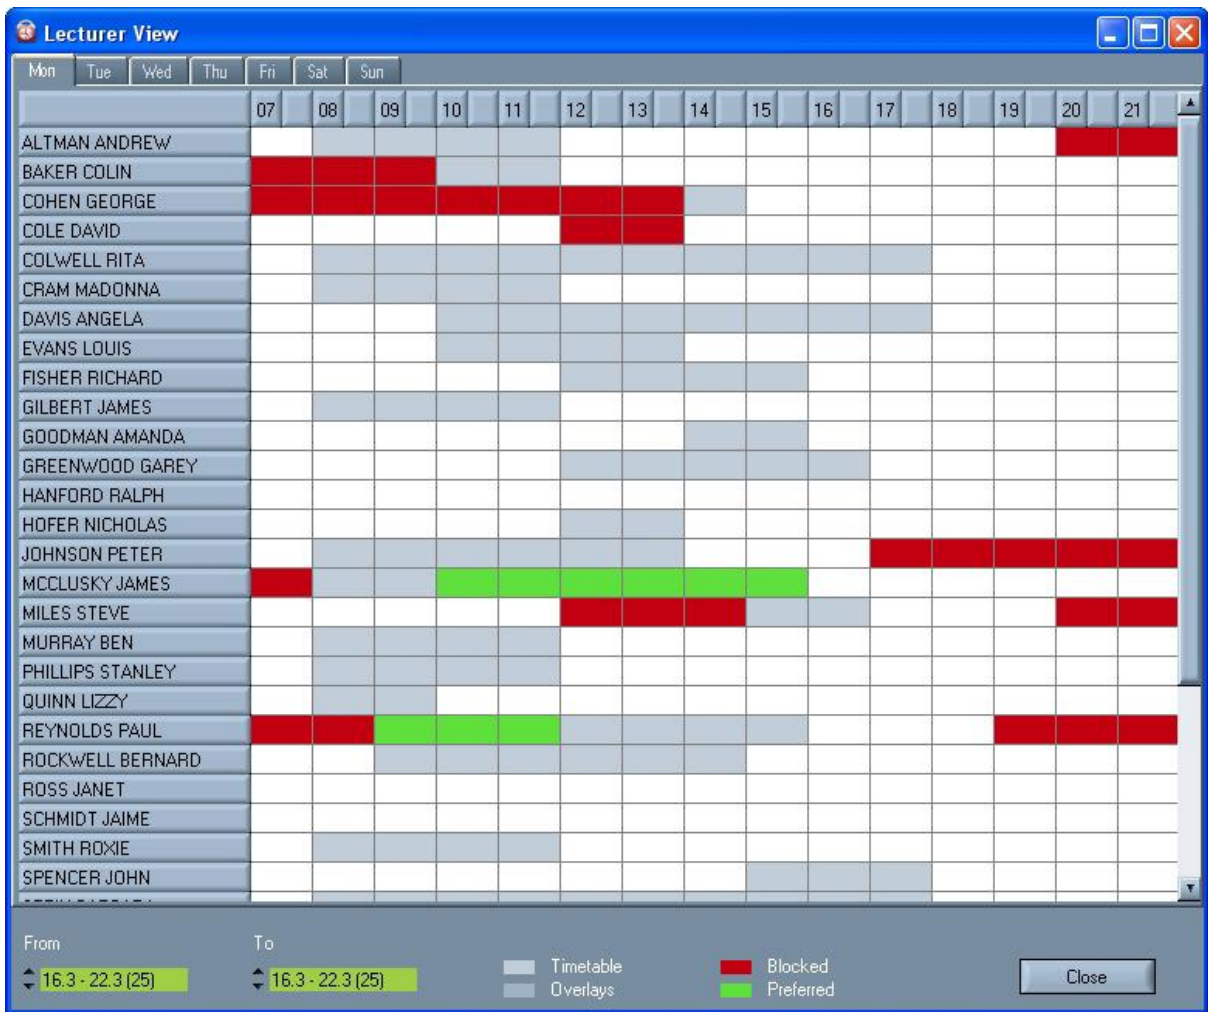 Lecturer View
Mon Tue Wed Thu Fri Sat Sun
07 08 09 10 11 12 13 14 15 16 17 18 19 20 21
ALTMAN ANDREW
BAKER COLIN
COHEN GEORGE
COLE DAVID
COLWELL RITA
CRAM MADONNA
DAVIS ANGELA
EVANS LOUIS
FISHER RICHARD
GILBERT JAMES
GOODMAN AMANDA
GREENWOOD GAREY
HANFORD RALPH
HOFER NICHOLAS
JOHNSON PETER
MCCLUSKY JAMES
MILES STEVE
MURRAY BEN
PHILLIPS STANLEY
QUINN LIZZY
REYNOLDS PAUL
ROCKWELL BERNARD
ROSS JANET
SCHMIDT JAIME
SMITH ROXIE
SPENCER JOHN
From To
16.3 - 22.3 (25) 16.3 - 22.3 (25)
Timetable Blocked
Overlays Preferred
Close